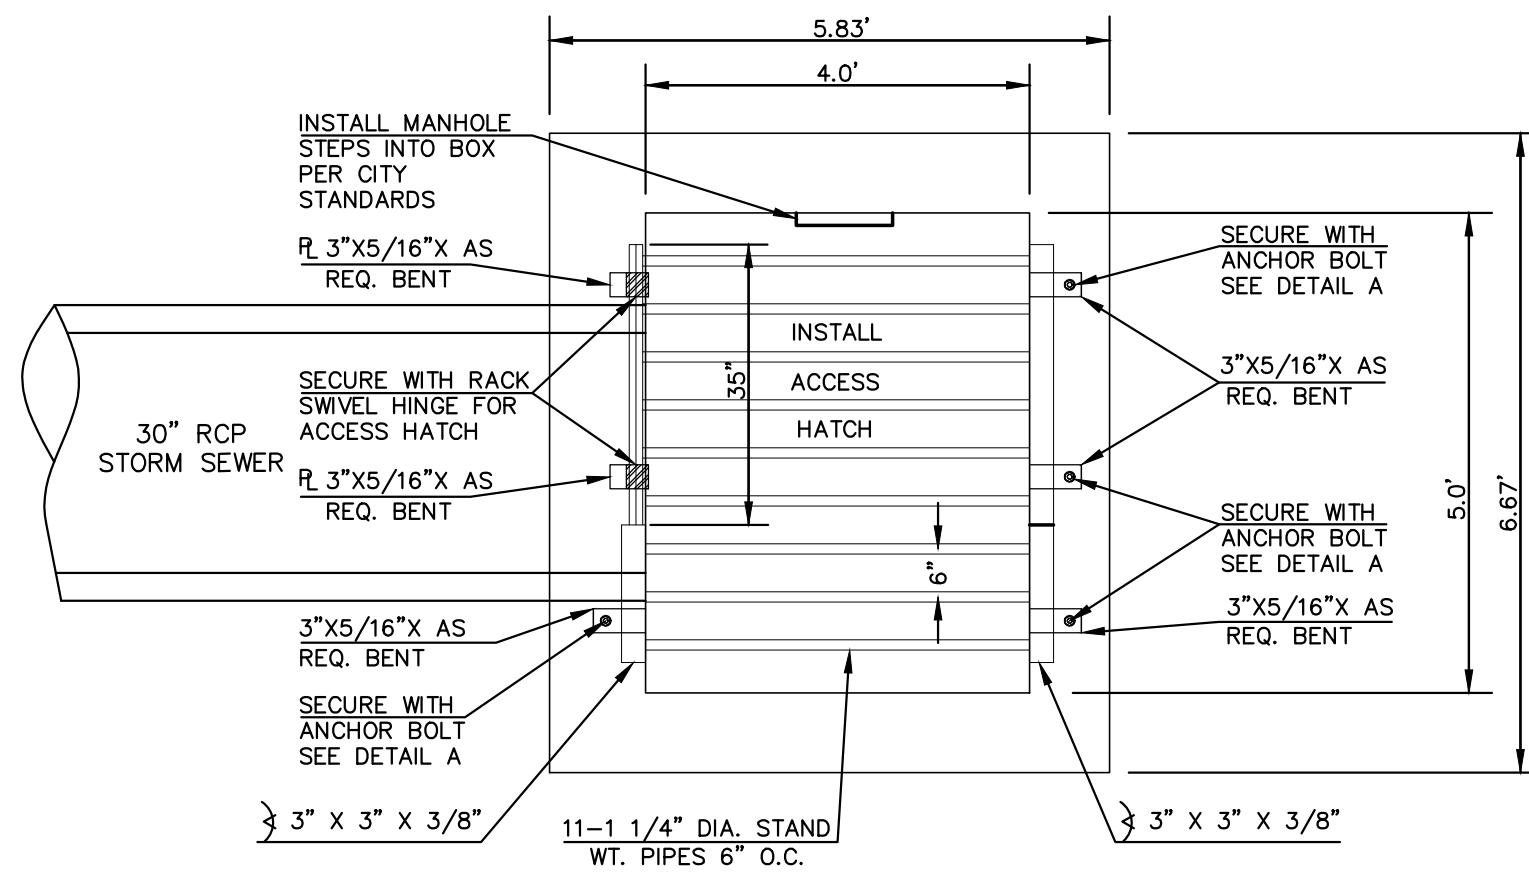 5.83'
4.0'
INSTALL MANHOLE
STEPS INTO BOX
PER CITY
STANDARDS
℄ 3"X5/16"X AS
REQ. BENT
SECURE WITH RACK
SWIVEL HINGE FOR
ACCESS HATCH
30" RCP
STORM SEWER
℄ 3"X5/16"X AS
REQ. BENT
3"X5/16"X AS
REQ. BENT
SECURE WITH
ANCHOR BOLT
SEE DETAIL A
3" X 3" X 3/8"
INSTALL
ACCESS
HATCH
35"
6"
11-1 1/4" DIA. STAND
WT. PIPES 6" O.C.
SECURE WITH
ANCHOR BOLT
SEE DETAIL A
3"X5/16"X AS
REQ. BENT
SECURE WITH
ANCHOR BOLT
SEE DETAIL A
3"X5/16"X AS
REQ. BENT
3" X 3" X 3/8"
5.0'
6.67'